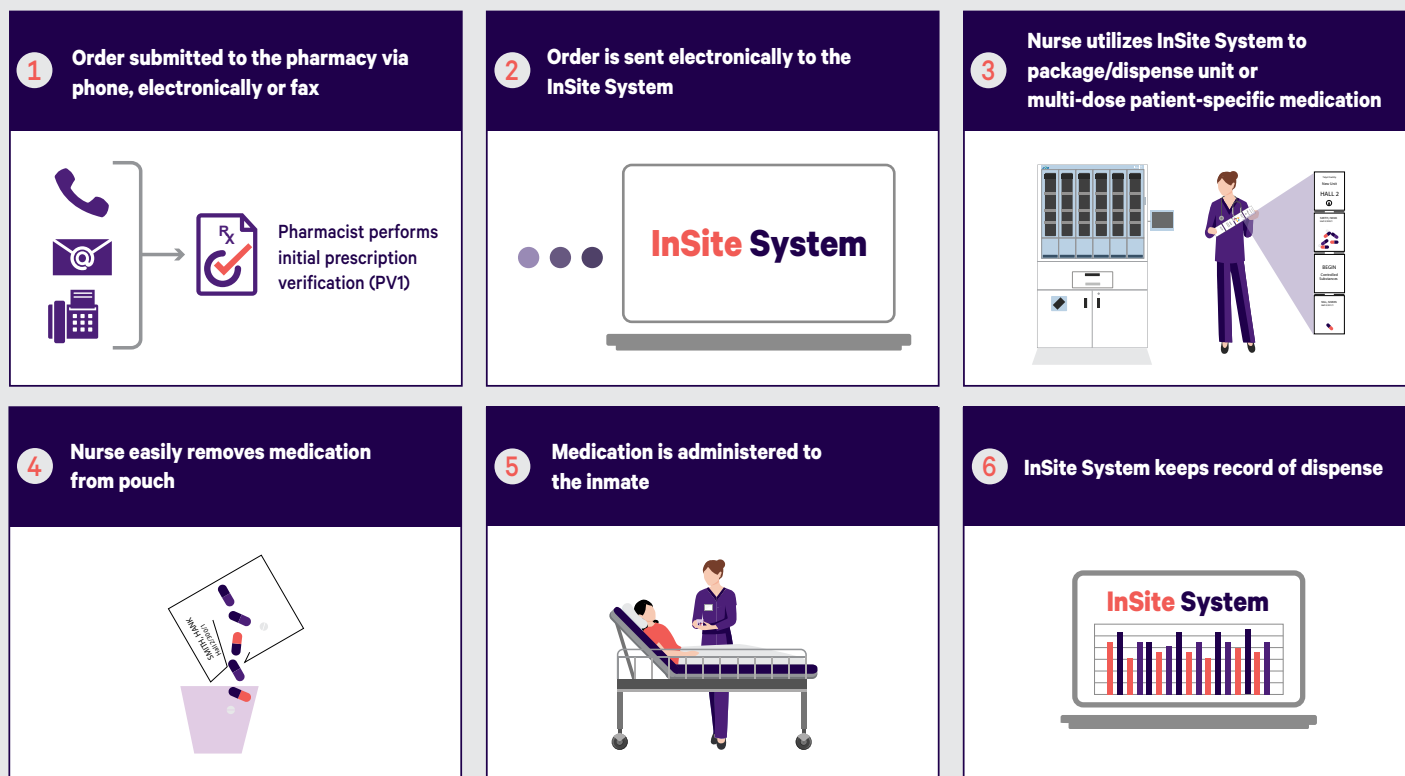 1
Order submitted to the pharmacy via
phone, electronically or fax
Rx
Pharmacist performs
initial prescription
verification (PV1)
2
Order is sent electronically to the
InSite System
InSite System
3
Nurse utilizes InSite System to
package/dispense unit or
multi-dose patient-specific medication
HALL 2
BEGIN
Controlled
Substances
4
Nurse easily removes medication
from pouch
SMITH, HANK
5
Medication is administered to
the inmate
6
InSite System keeps record of dispense
InSite System